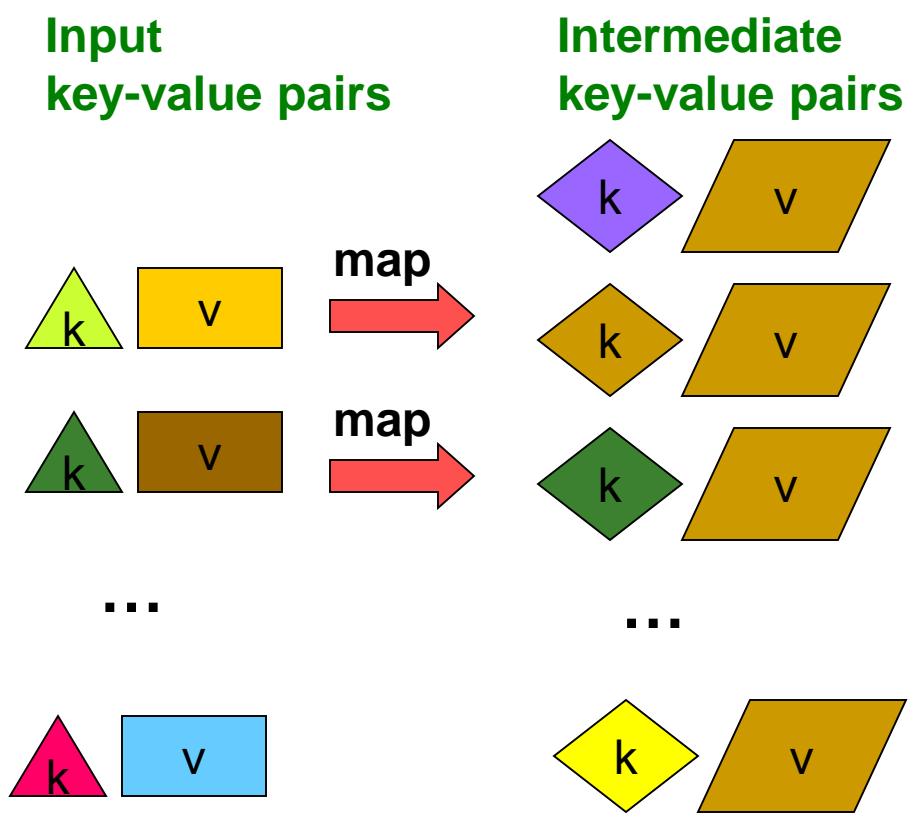 Input
key-value pairs
Intermediate
key-value pairs
k v
map
k v
k v
map
k v
k v
...
...
k v
k v